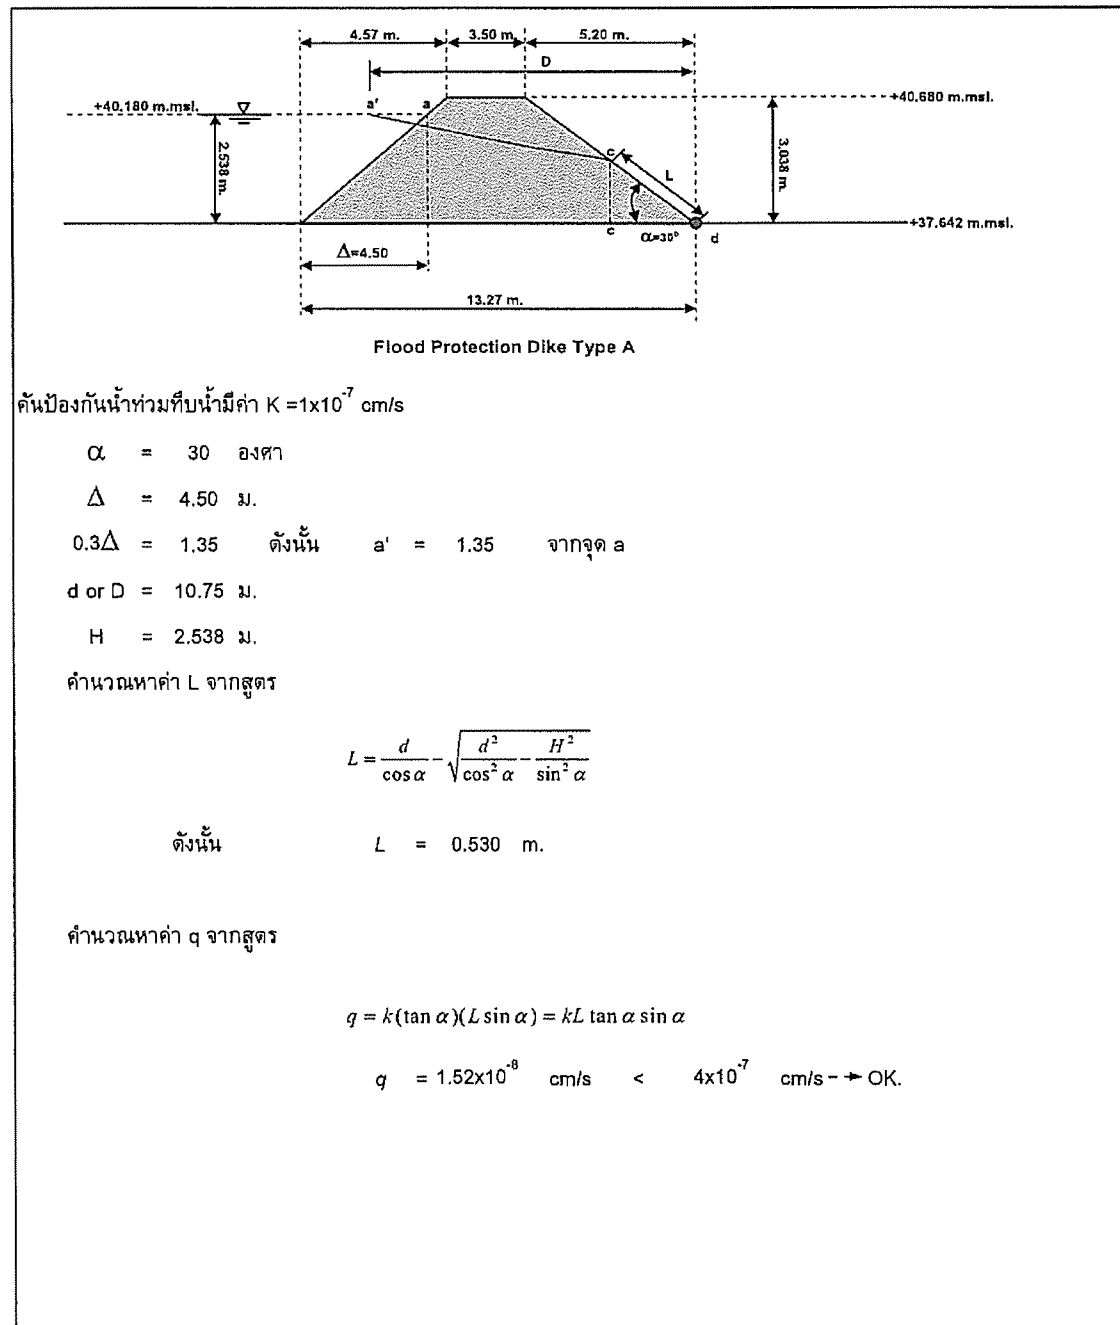 4.57 m. 3.50 m. 5.20 m.
D
+40.180 m.msl. a' a +40.680 m.msl.
2.538 m. c L 3.038 m.
c α=30° d +37.642 m.msl.
Δ=4.50
13.27 m.
Flood Protection Dike Type A
คันป้องกันน้ำท่วมทึบน้ำมีค่า K =1x10⁻⁷ cm/s
α = 30 องศา
Δ = 4.50 ม.
0.3Δ = 1.35 ดังนั้น a' = 1.35 จากจุด a
d or D = 10.75 ม.
H = 2.538 ม.
คำนวณหาค่า L จากสูตร
L = d/cos α - √(d²/cos² α - H²/sin² α)
ดังนั้น L = 0.530 m.
คำนวณหาค่า q จากสูตร
q = k(tan α)(L sin α) = kL tan α sin α
q = 1.52x10⁻⁸ cm/s < 4x10⁻⁷ cm/s - → OK.